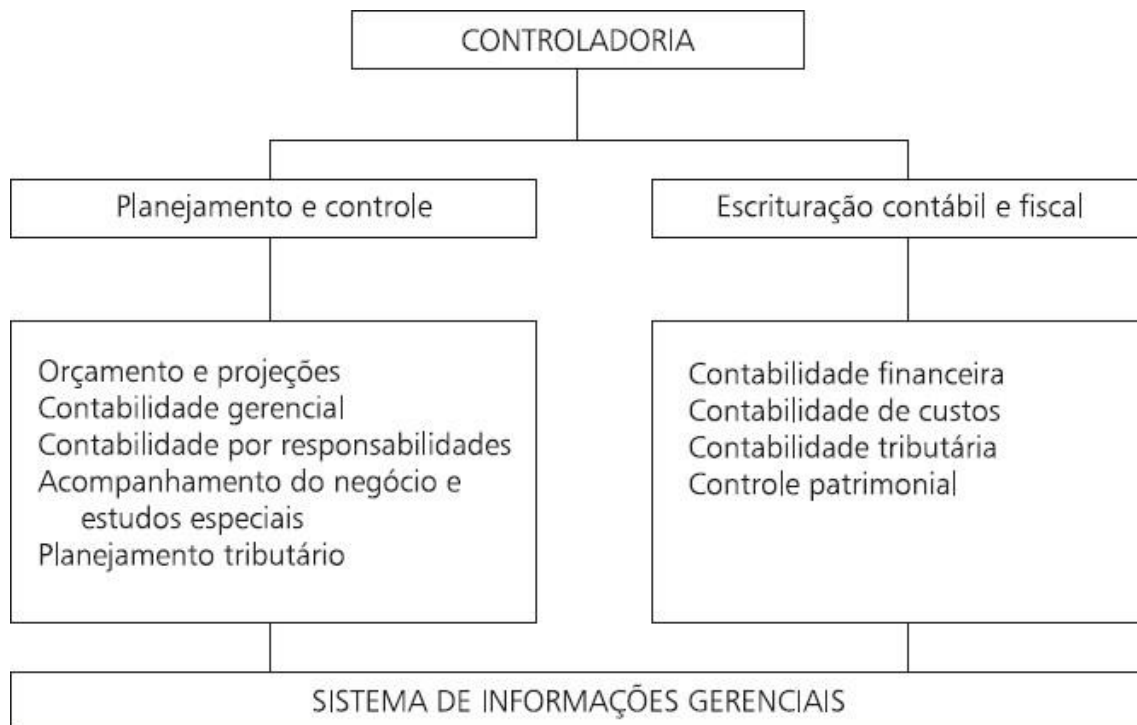 CONTROLADORIA
Planejamento e controle
Escrituração contábil e fiscal
Orçamento e projeções
Contabilidade gerencial
Contabilidade por responsabilidades
Acompanhamento do negócio e
estudos especiais
Planejamento tributário
Contabilidade financeira
Contabilidade de custos
Contabilidade tributária
Controle patrimonial
SISTEMA DE INFORMAÇÕES GERENCIAIS